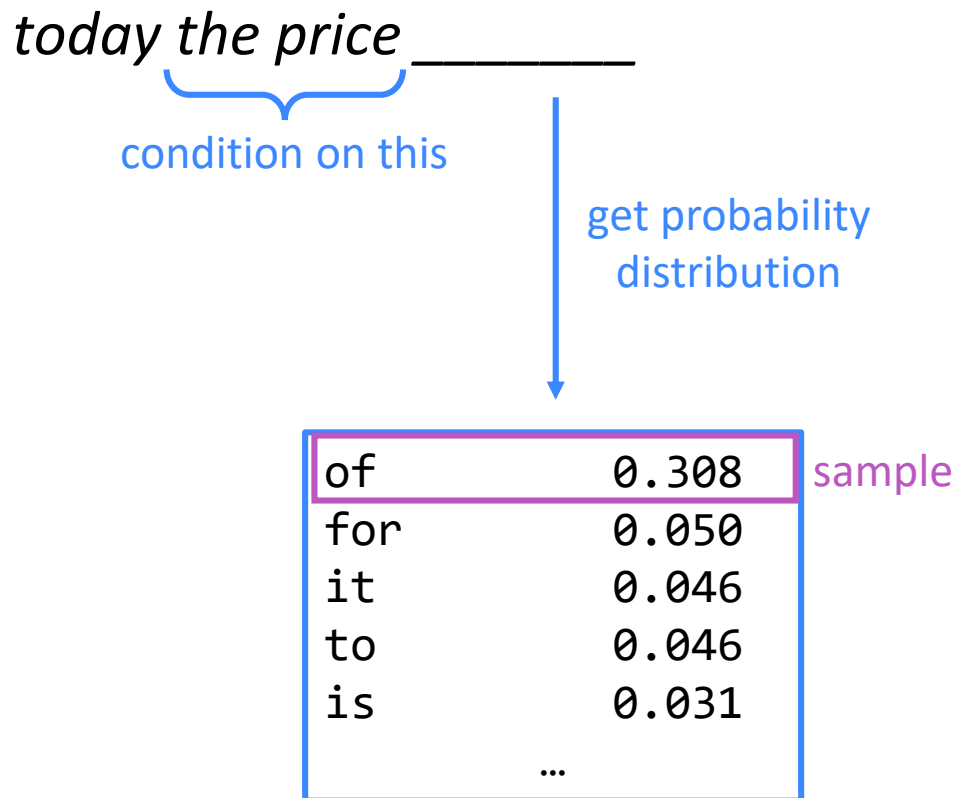 today the price _______
condition on this
get probability
distribution
of 0.308 sample
for 0.050
it 0.046
to 0.046
is 0.031
…